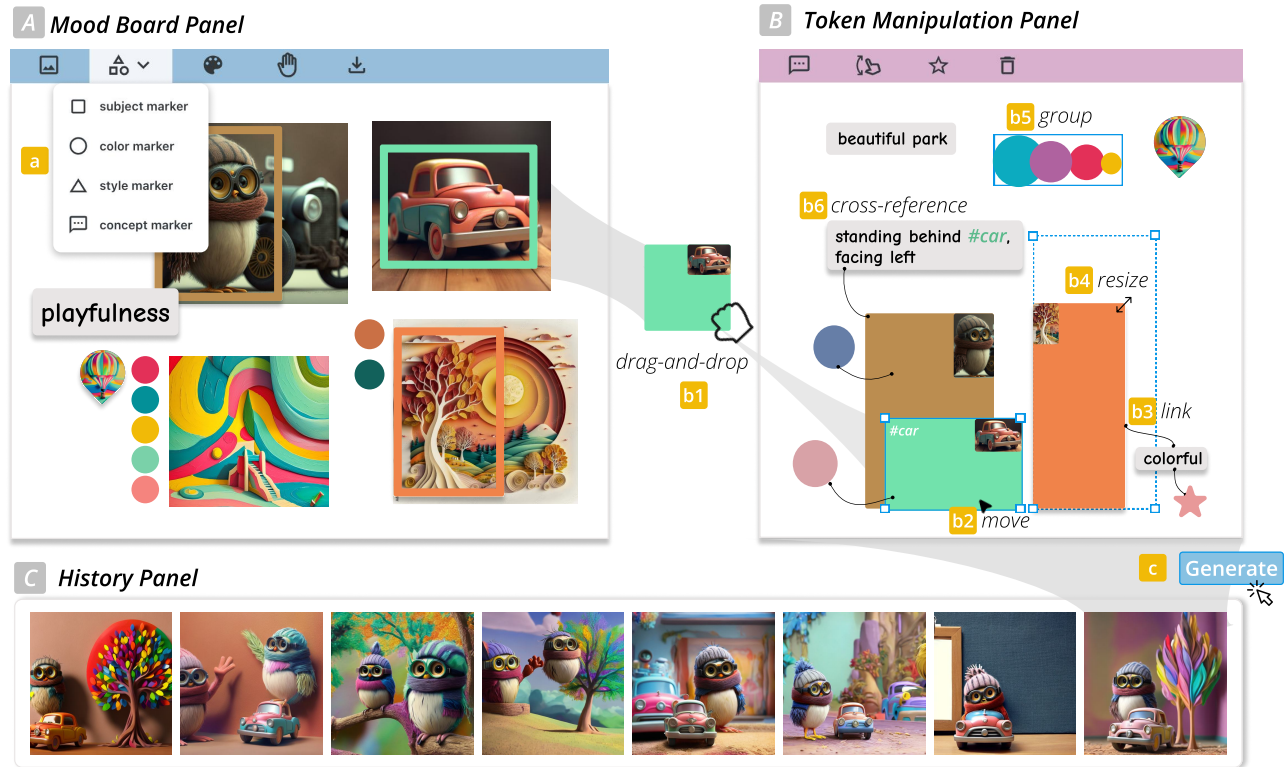 A Mood Board Panel
subject marker
color marker
style marker
concept marker
a
playfulness
drag-and-drop
b1
B Token Manipulation Panel
b5 group
beautiful park
b6 cross-reference
standing behind #car,
facing left
b4 resize
b3 link
#car
colorful
b2 move
c Generate
C History Panel